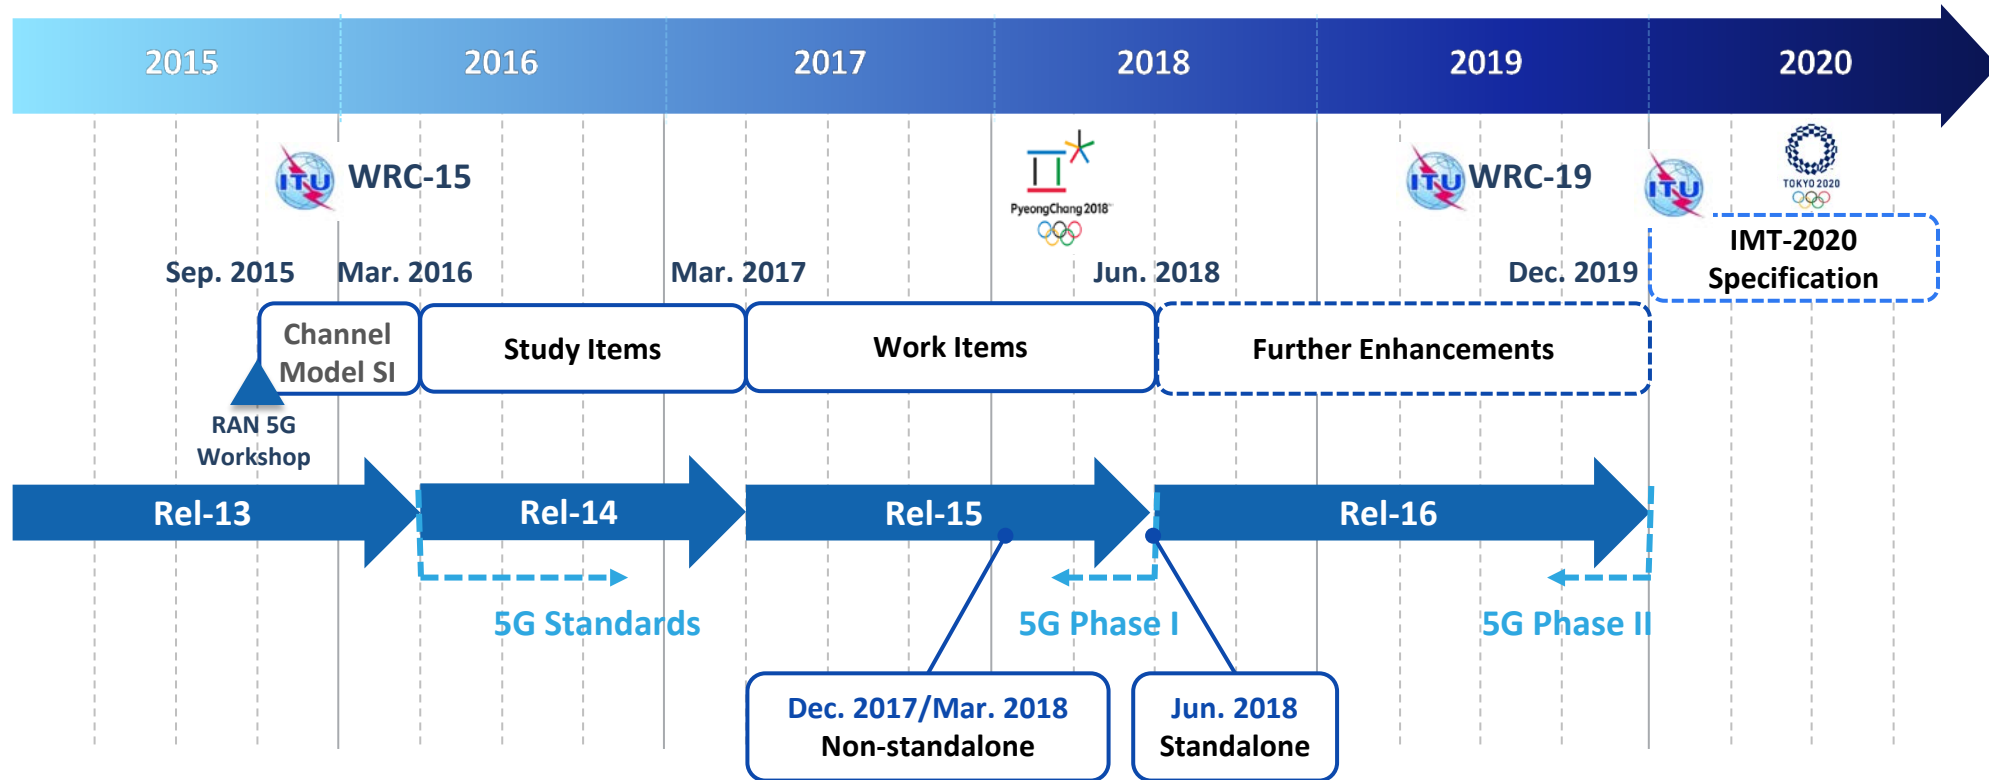 2015
2016
2017
2018
2019
2020
ITU
WRC-15
PyeongChang 2018™
ITU
WRC-19
ITU
TOKYO 2020
IMT-2020
Specification
Sep. 2015
Mar. 2016
Mar. 2017
Jun. 2018
Dec. 2019
Channel
Model SI
Study Items
Work Items
Further Enhancements
RAN 5G
Workshop
Rel-13
Rel-14
Rel-15
Rel-16
5G Standards
5G Phase I
5G Phase II
Dec. 2017/Mar. 2018
Non-standalone
Jun. 2018
Standalone